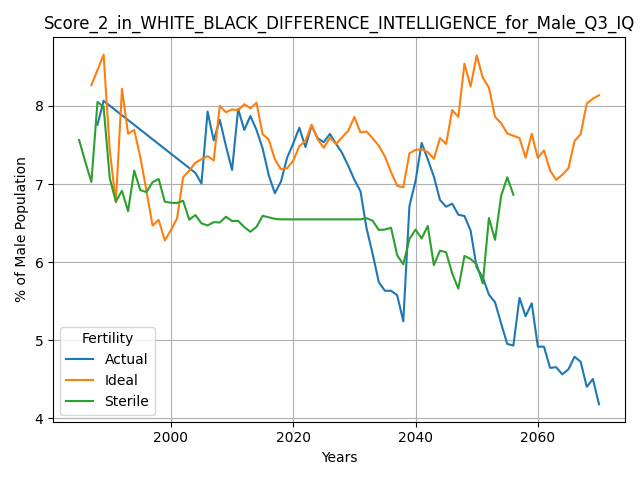 Score_2_in_WHITE_BLACK_DIFFERENCE_INTELLIGENCE_for_Male_Q3_IQ
8
7
6
5
4
% of Male Population
Fertility
Actual
Ideal
Sterile
2000
2020
2040
2060
Years